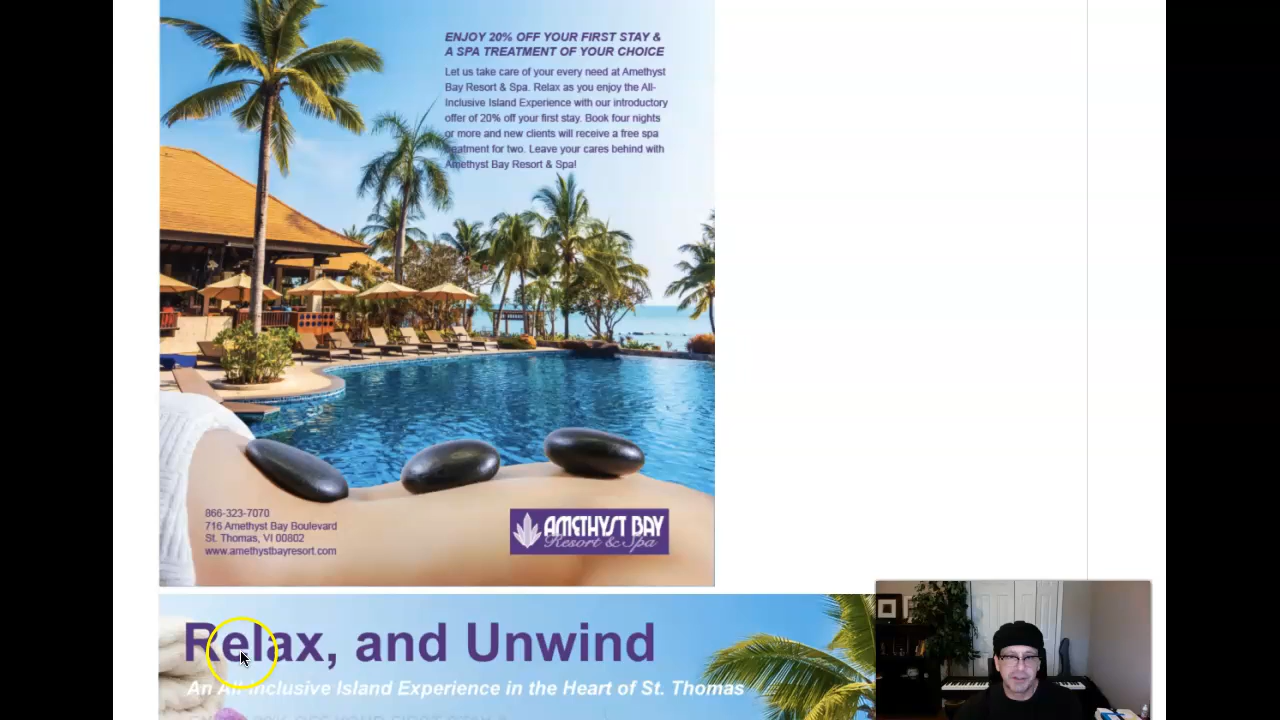 ENJOY 20% OFF YOUR FIRST STAY &
A SPA TREATMENT OF YOUR CHOICE
Let us take care of your every need at Amethyst
Bay Resort & Spa. Relax as you enjoy the All-
Inclusive Island Experience with our introductory
offer of 20% off your first stay. Book four nights
or more and new clients will receive a free spa
treatment for two. Leave your cares behind with
Amethyst Bay Resort & Spa!
866-323-7070
716 Amethyst Bay Boulevard
St. Thomas, VI 00802
www.amethystbayresort.com
AMETHYST BAY
Resort & Spa
Relax, and Unwind
An All-Inclusive Island Experience in the Heart of St. Thomas